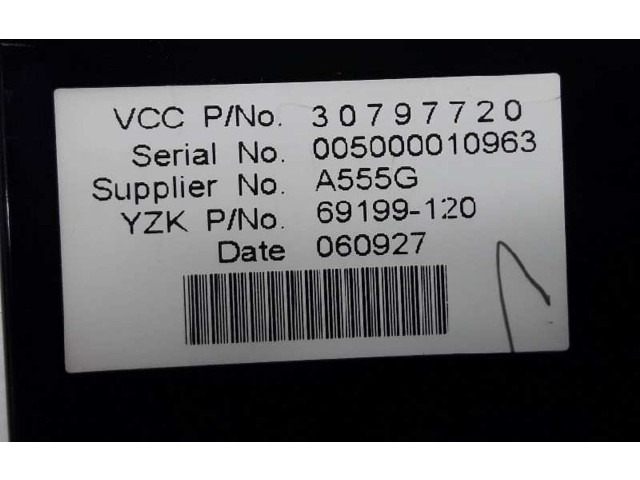 VCC P/No. 30797720
Serial No. 005000010963
Supplier No. A555G
YZK P/No. 69199-120
Date 060927